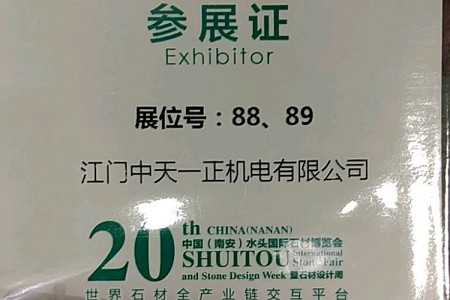 参展证
Exhibitor
展位号：88、89
江门中天一正机电有限公司
20th CHINA(NANAN)
中国（南安）水头国际石材博览会
SHUITOU International Stone Fair
and Stone Design Week 暨石材设计周
世界石材全产业链交互平台